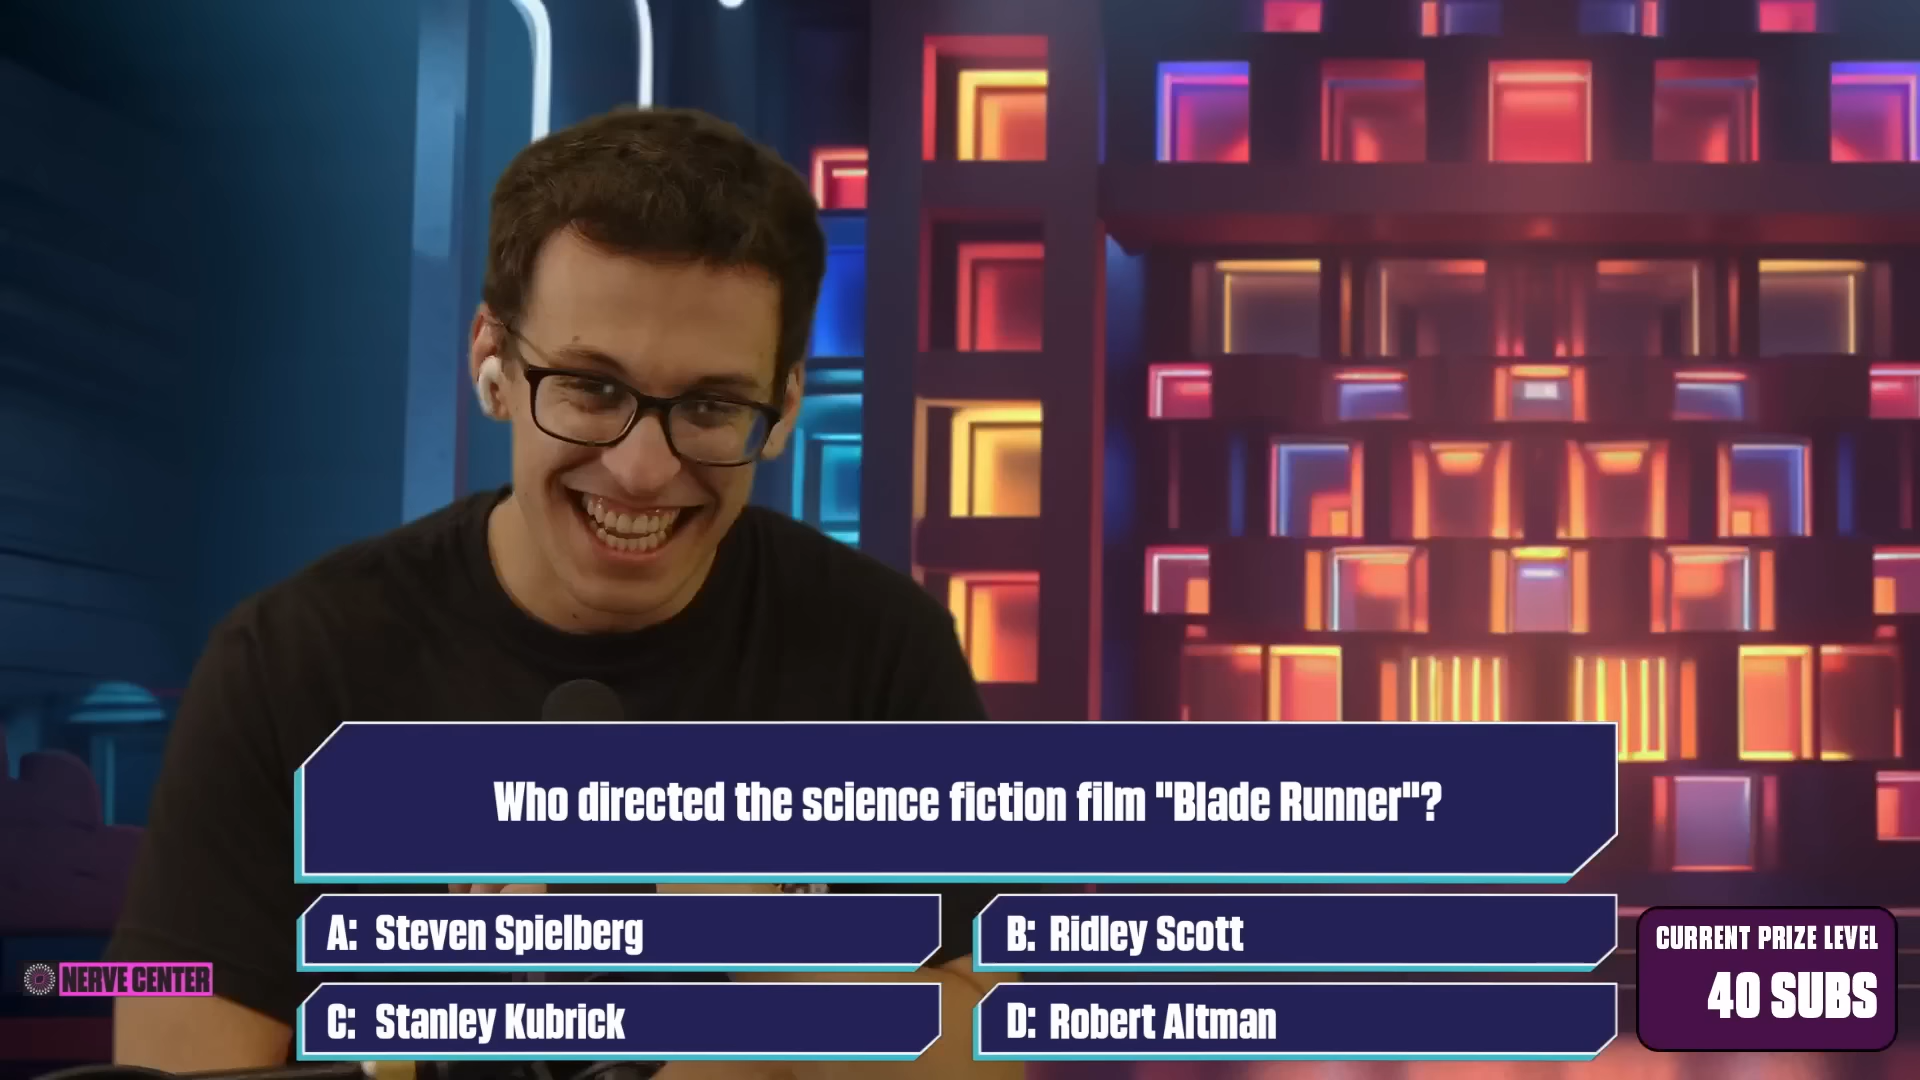 Who directed the science fiction film "Blade Runner"?
A: Steven Spielberg
B: Ridley Scott
C: Stanley Kubrick
D: Robert Altman
CURRENT PRIZE LEVEL
40 SUBS
NERVE CENTER